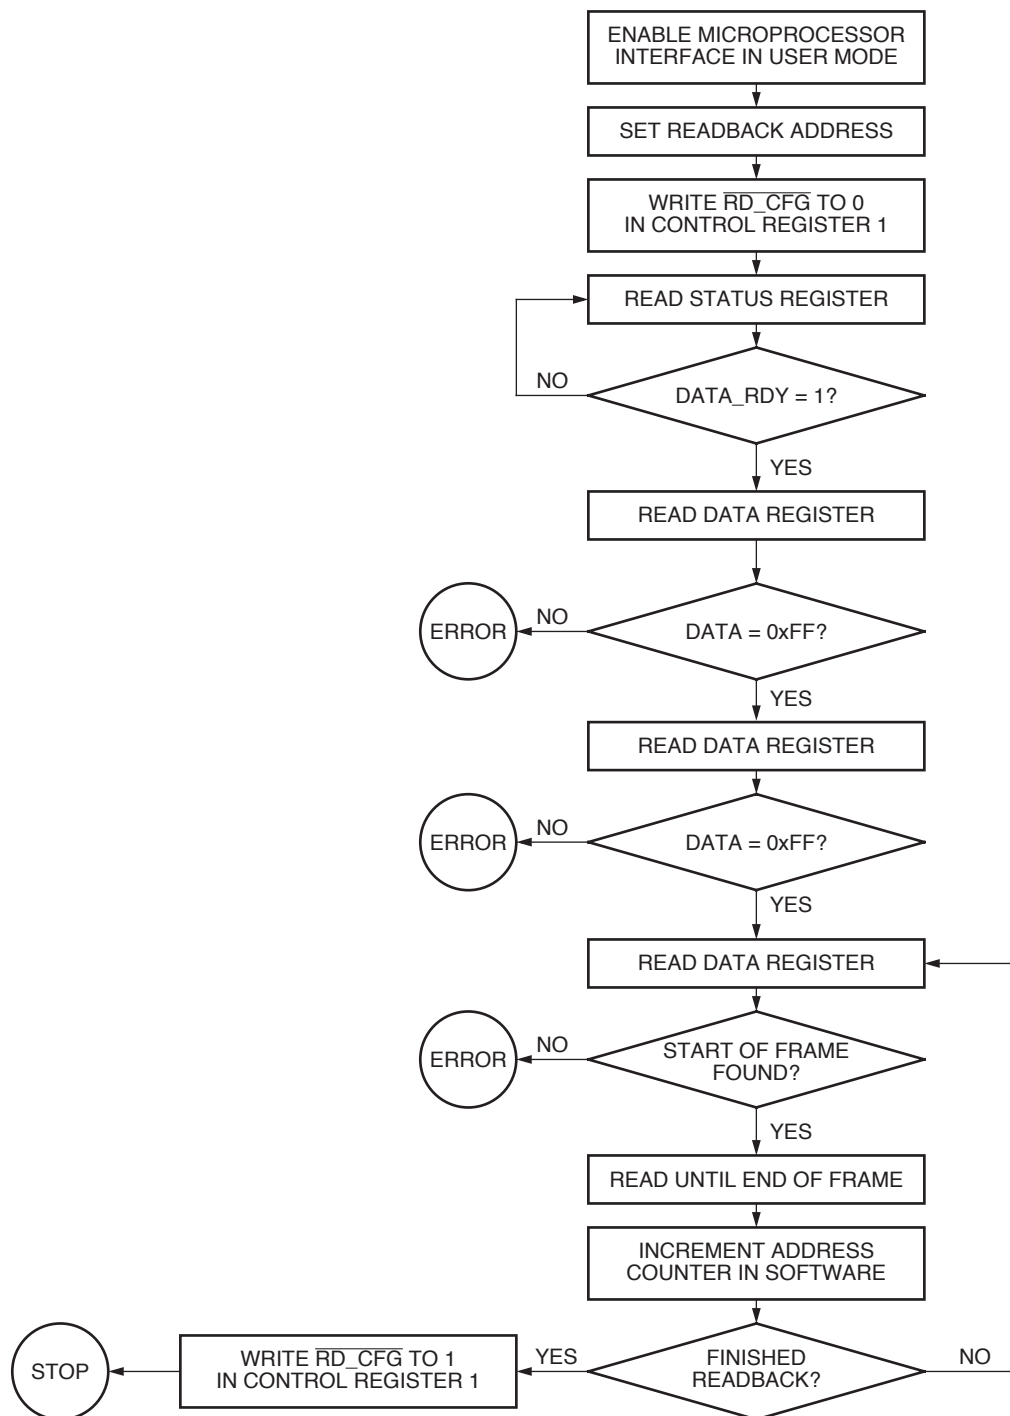 ENABLE MICROPROCESSOR
INTERFACE IN USER MODE
SET READBACK ADDRESS
WRITE RD_CFG TO 0
IN CONTROL REGISTER 1
READ STATUS REGISTER
NO
DATA_RDY = 1?
YES
READ DATA REGISTER
ERROR
NO
DATA = 0xFF?
YES
READ DATA REGISTER
ERROR
NO
DATA = 0xFF?
YES
READ DATA REGISTER
ERROR
NO
START OF FRAME
FOUND?
YES
READ UNTIL END OF FRAME
INCREMENT ADDRESS
COUNTER IN SOFTWARE
STOP
WRITE RD_CFG TO 1
IN CONTROL REGISTER 1
YES
FINISHED
READBACK?
NO